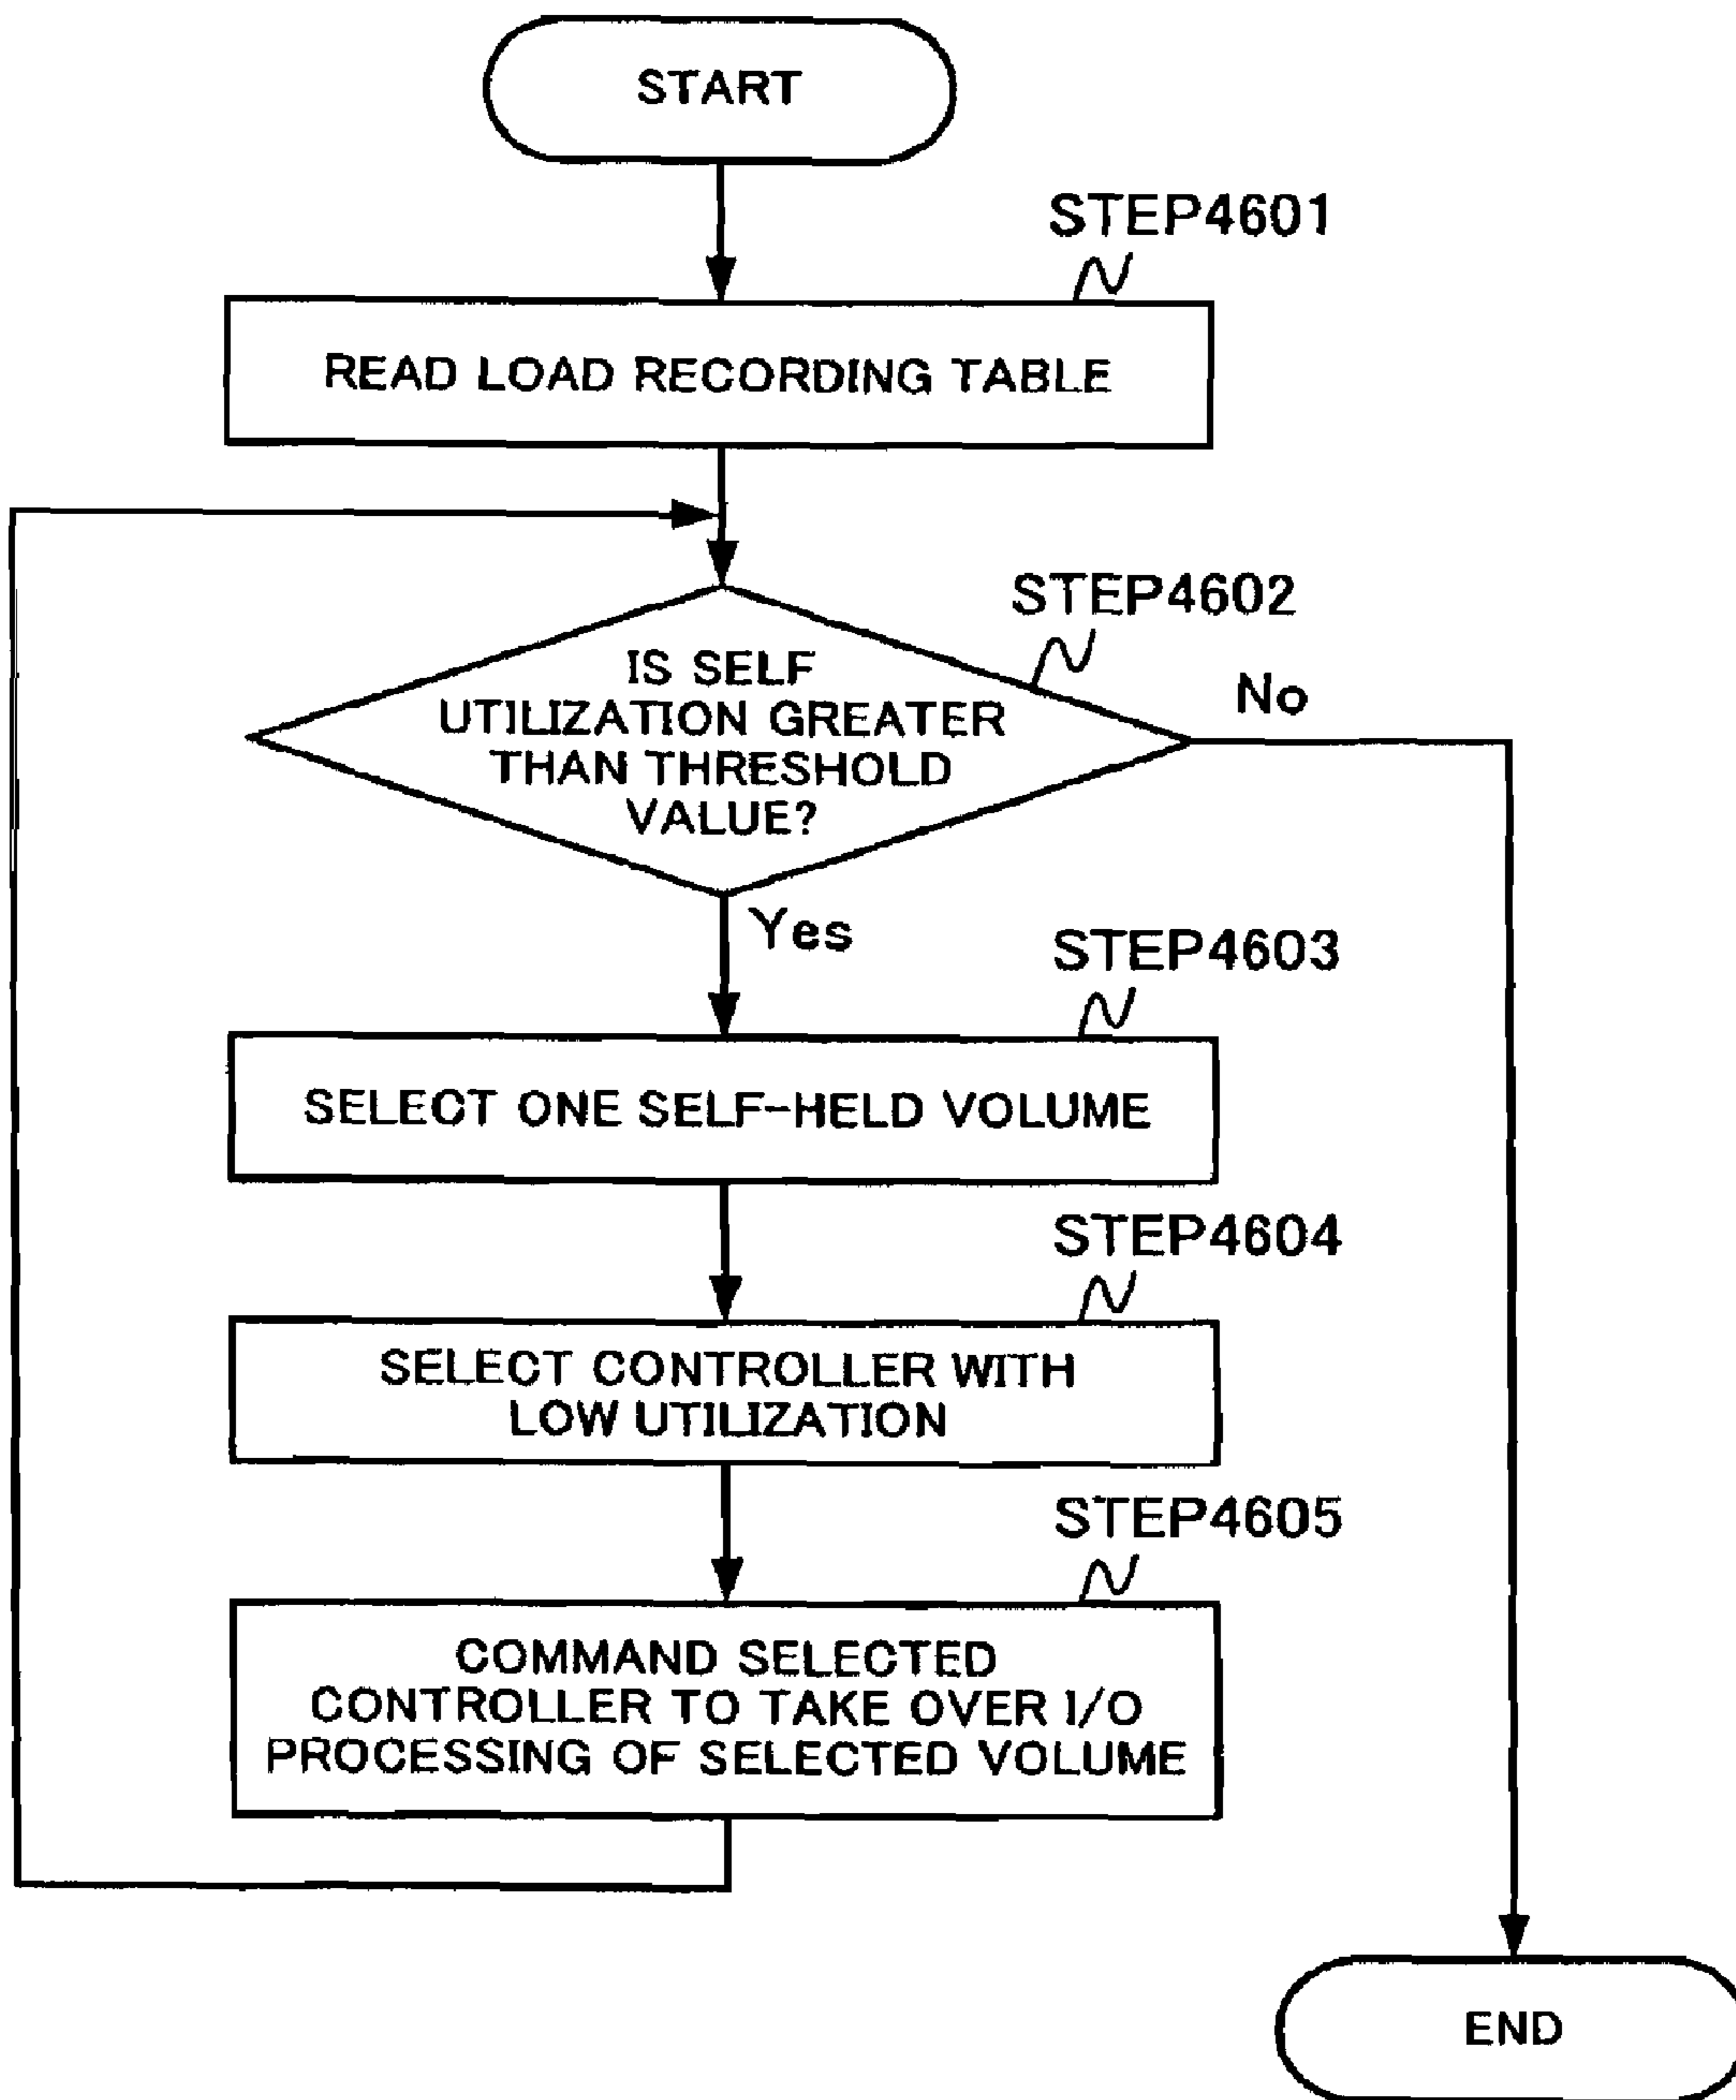 START
STEP4601
READ LOAD RECORDING TABLE
STEP4602
IS SELF
UTILIZATION GREATER
THAN THRESHOLD
VALUE?
No
Yes
STEP4603
SELECT ONE SELF-HELD VOLUME
STEP4604
SELECT CONTROLLER WITH
LOW UTILIZATION
STEP4605
COMMAND SELECTED
CONTROLLER TO TAKE OVER I/O
PROCESSING OF SELECTED VOLUME
END